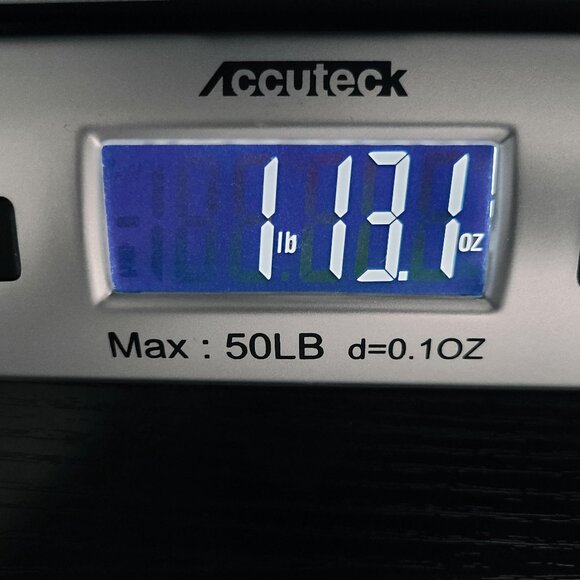 Accuteck
1 lb 13.1 oz
Max : 50LB d=0.1OZ